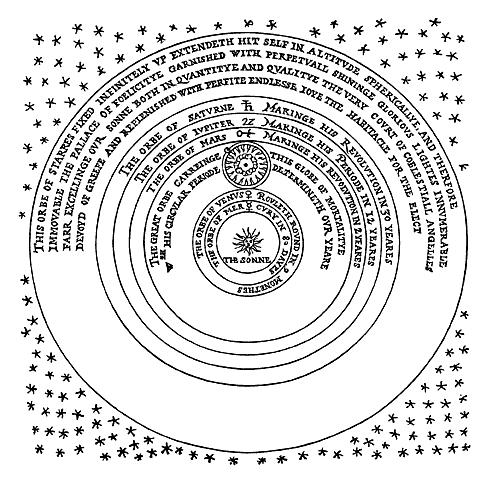 THIS ORBE OF STARRES FIXED INFINITELY VP EXTENDETH HIT SELF IN ALTITVDE SPHERICALLYE, AND THERFORE
IMMOVABLE THE PALLACE OF FOELICITYE GARNISHED WITH PERPETVALL SHININGE GLORIOVS LIGHTES INNVMERABLE
FARR EXCELLINGE OVR SONNE BOTH IN QVANTITYE AND QVALITYE THE VERY COVRT OF COELESTIALL ANGELLES
DEVOYD OF GREEFE AND REPLENISHED WITH PERFITE ENDLESSE IOYE THE HABITACLE FOR THE ELECT
THE ORBE OF SATVRNE ♄ MAKINGE HIS REVOLVTION IN 30 YEARES
THE ORBE OF IVPITER ♃ MAKINGE HIS PERIODE IN 12 YEARES
THE ORBE OF MARS ♂ MAKINGE HIS REVOLVTION IN 2 YEARES
THE GREAT ORBE CARREINGE THIS GLOBE OF MORTALITYE
HIS CIRCVLAR PERIODE DETERMINETH OVR YEARE
THE ORBE OF VENVS ♀ ROVLETH ROVND IN 9 MONETHES
THE ORBE OF IN 80 DAYES
THE SONNE